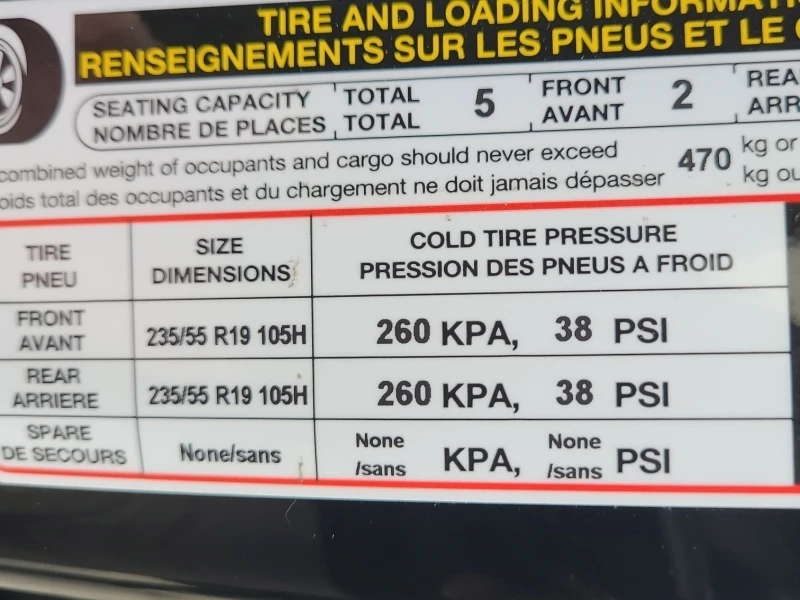 TIRE AND LOADING
RENSEIGNEMENTS SUR LES PNEUS ET LE
SEATING CAPACITY TOTAL 5 FRONT 2
NOMBRE DE PLACES TOTAL AVANT
combined weight of occupants and cargo should never exceed 470 kg or
des occupants et du chargement ne doit jamais dépasser kg ou
total
TIRE SIZE COLD TIRE PRESSURE
PNEU DIMENSIONS PRESSION DES PNEUS A FROID
FRONT 235/55 R19 105H 260 KPA, 38 PSI
AVANT
REAR 235/55 R19 105H 260 KPA, 38 PSI
ARRIERE
SPARE None/sans None KPA, None PSI
DE SECOURS /sans /sans